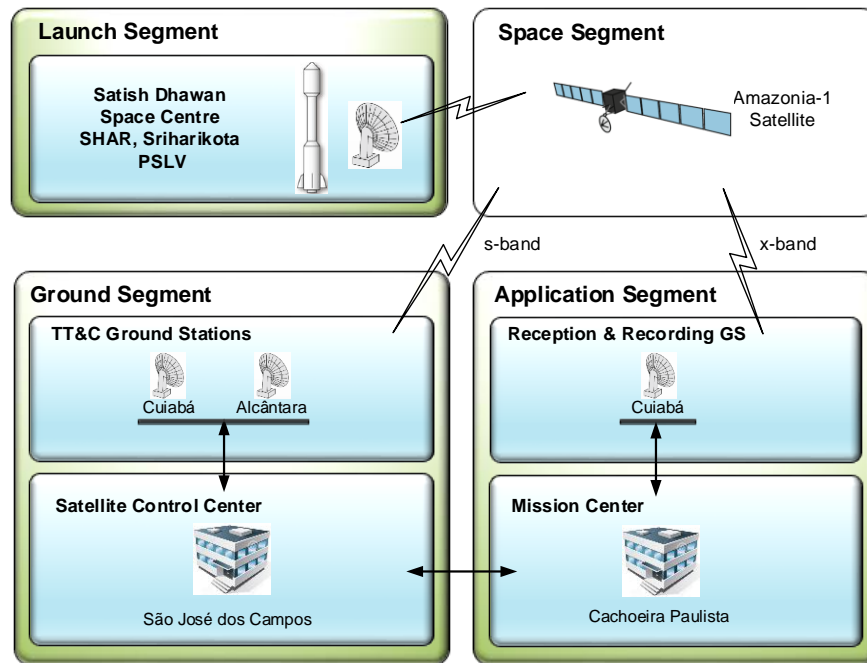 Launch Segment
Satish Dhawan
Space Centre
SHAR, Sriharikota
PSLV
Space Segment
Amazonia-1
Satellite
s-band
x-band
Ground Segment
TT&C Ground Stations
Cuiabá
Alcântara
Satellite Control Center
São José dos Campos
Application Segment
Reception & Recording GS
Cuiabá
Mission Center
Cachoeira Paulista